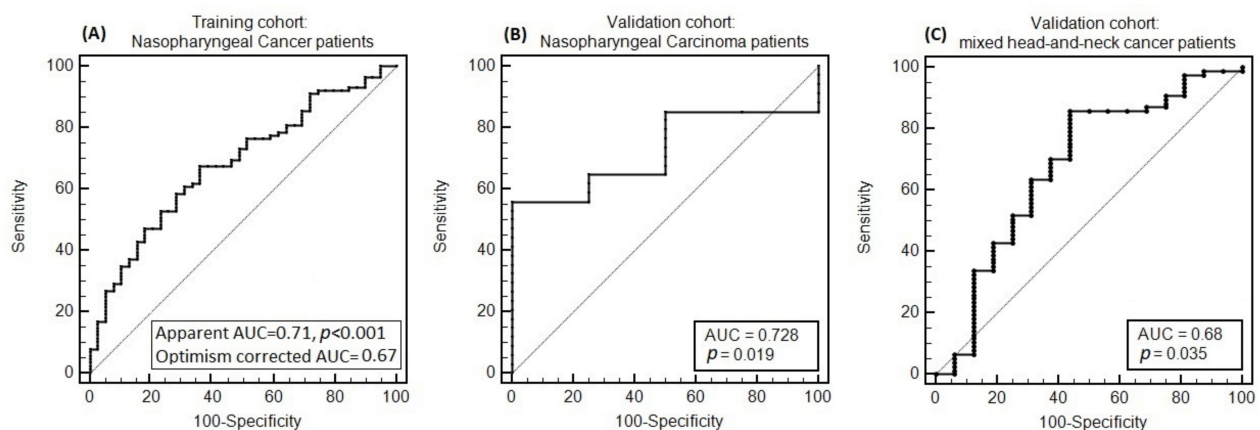 (A)
Training cohort:
Nasopharyngeal Cancer patients
Sensitivity
100
80
60
40
20
0
Apparent AUC=0.71, p<0.001
Optimism corrected AUC= 0.67
0 20 40 60 80 100
100-Specificity
(B)
Validation cohort:
Nasopharyngeal Carcinoma patients
Sensitivity
100
80
60
40
20
0
AUC = 0.728
p = 0.019
0 20 40 60 80 100
100-Specificity
(C)
Validation cohort:
mixed head-and-neck cancer patients
Sensitivity
100
80
60
40
20
0
AUC = 0.68
p = 0.035
0 20 40 60 80 100
100-Specificity